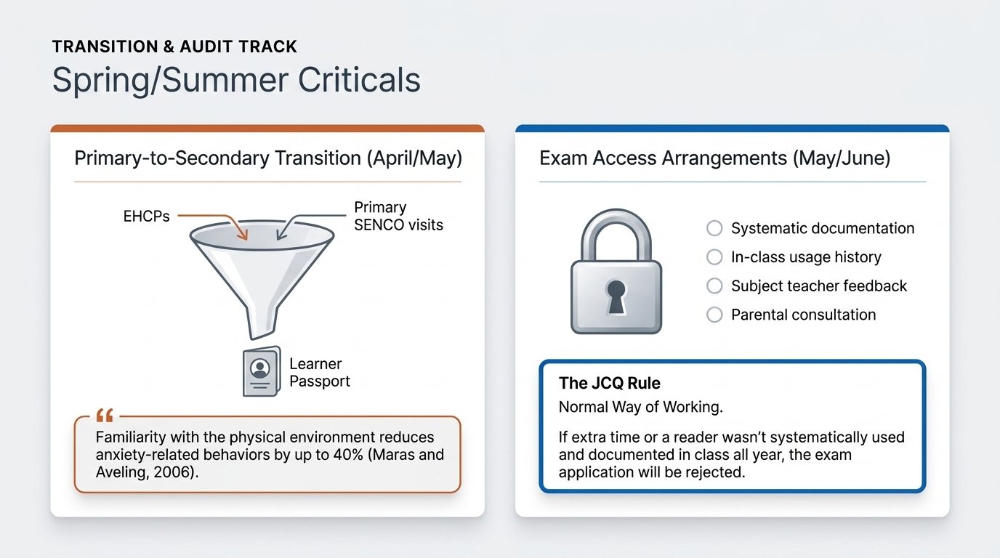 TRANSITION & AUDIT TRACK
Spring/Summer Criticals
Primary-to-Secondary Transition (April/May)
EHCPs
Primary
SENCO visits
Learner
Passport
“
Familiarity with the physical environment reduces
anxiety-related behaviors by up to 40% (Maras and
Aveling, 2006).
Exam Access Arrangements (May/June)
Systematic documentation
In-class usage history
Subject teacher feedback
Parental consultation
The JCQ Rule
Normal Way of Working.
If extra time or a reader wasn’t systematically used
and documented in class all year, the exam
application will be rejected.